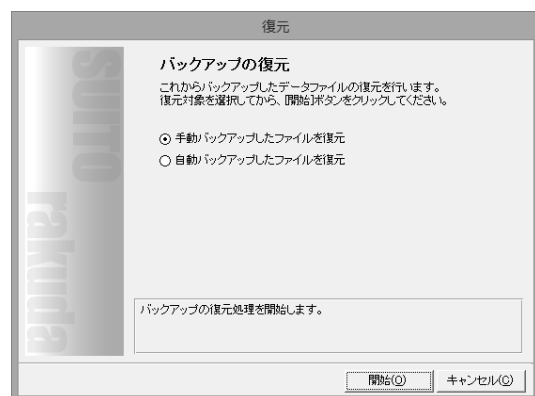 復元
SUITO
rakuda
バックアップの復元
これからバックアップしたデータファイルの復元を行います。
復元対象を選択してから、[開始]ボタンをクリックしてください。
手動バックアップしたファイルを復元
自動バックアップしたファイルを復元
バックアップの復元処理を開始します。
開始(O)
キャンセル(C)